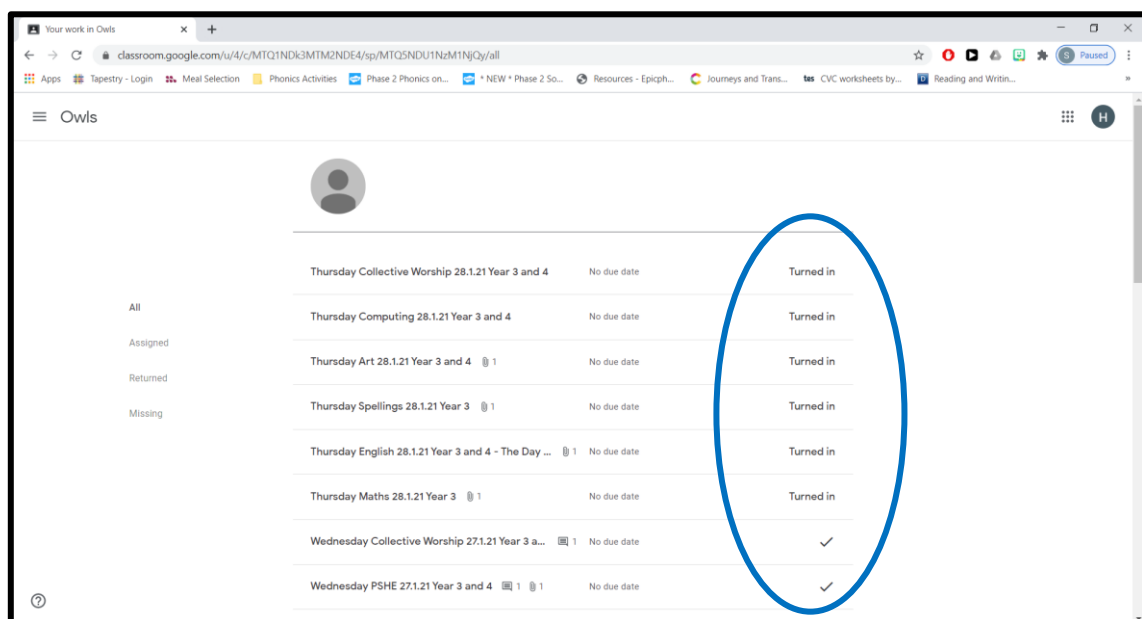 Your work in Owls
classroom.google.com/u/4/c/MTQ1NDk3MTM2NDE4/sp/MTQ5NDU1NzM1NjQy/all
S Paused
Apps Tapestry - Login Meal Selection Phonics Activities Phase 2 Phonics on... * NEW * Phase 2 So... Resources - Epicph... Journeys and Trans... tes CVC worksheets by... Reading and Writin... »
Owls
H
Thursday Collective Worship 28.1.21 Year 3 and 4 No due date Turned in
All
Thursday Computing 28.1.21 Year 3 and 4 No due date Turned in
Assigned
Thursday Art 28.1.21 Year 3 and 4 1 No due date Turned in
Returned
Thursday Spellings 28.1.21 Year 3 1 No due date Turned in
Missing
Thursday English 28.1.21 Year 3 and 4 - The Day ... 1 No due date Turned in
Thursday Maths 28.1.21 Year 3 1 No due date Turned in
Wednesday Collective Worship 27.1.21 Year 3 a... 1 No due date
Wednesday PSHE 27.1.21 Year 3 and 4 1 1 No due date